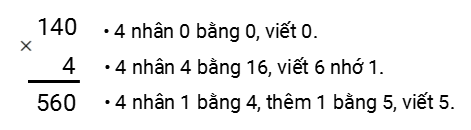 140
×
4
560
• 4 nhân 0 bằng 0, viết 0.
• 4 nhân 4 bằng 16, viết 6 nhớ 1.
• 4 nhân 1 bằng 4, thêm 1 bằng 5, viết 5.